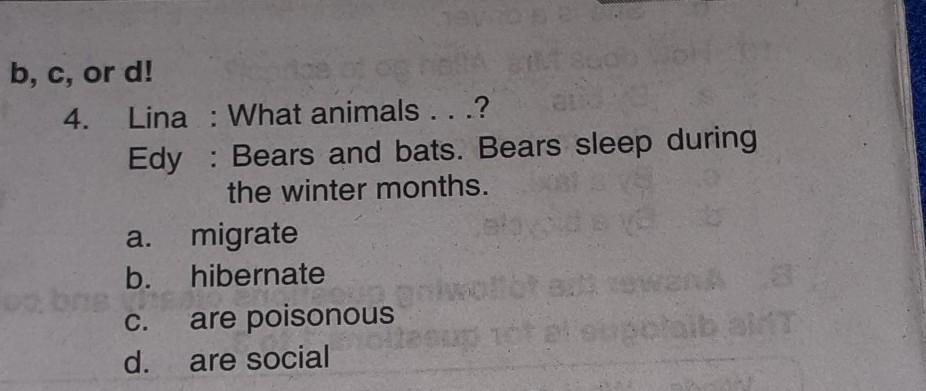 b, c, or d!
4. Lina : What animals . . .?
Edy : Bears and bats. Bears sleep during
the winter months.
a. migrate
b. hibernate
c. are poisonous
d. are social